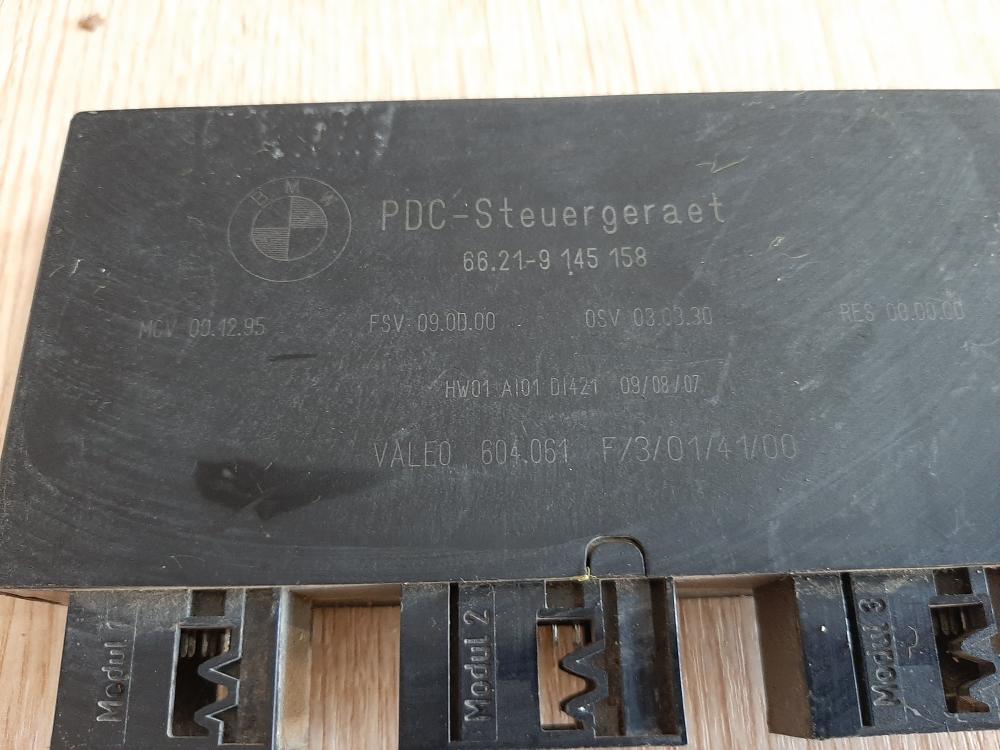 BMW
PDC-Steuergeraet
66.21-9 145 158
MCV 00.12.95 FSV 09.00.00 OSV 03.03.30 RES 00.00.00
HW01 AI01 DI421 09/08/07
VALEO 604.061 F/3/01/41/00
Modul 1 Modul 2 Modul 3